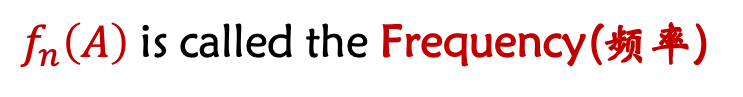 fₙ(A) is called the Frequency(频率)